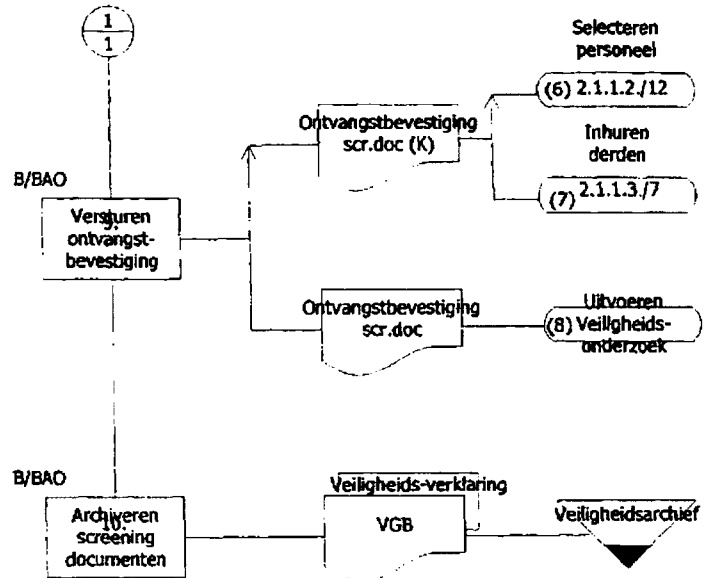 1
1
Selecteren
personeel
(6) 2.1.1.2./12
Ontvangstbevestiging
scr.doc (K)
Inhuren
derden
(7) 2.1.1.3./7
B/BAO
9.
Versturen
ontvangst-
bevestiging
Ontvangstbevestiging
scr.doc
(8)
Uitvoeren
Veiligheids-
onderzoek
B/BAO
10.
Archiveren
screening
documenten
Veiligheids-verklaring
VGB
Veiligheidsarchief